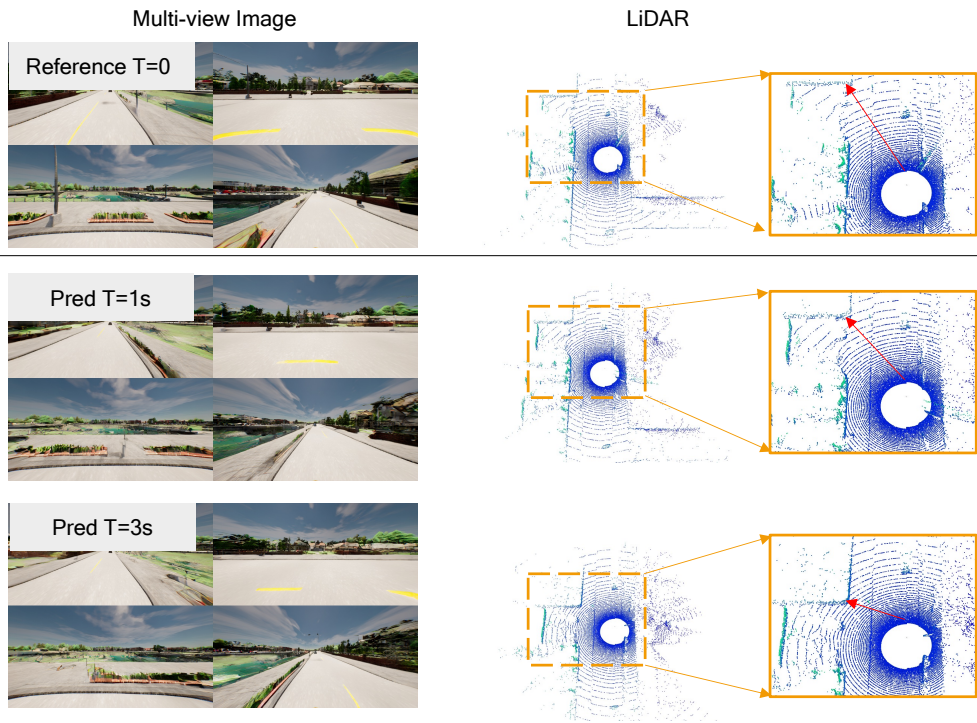 Multi-view Image
LiDAR
Reference T=0
Pred T=1s
Pred T=3s